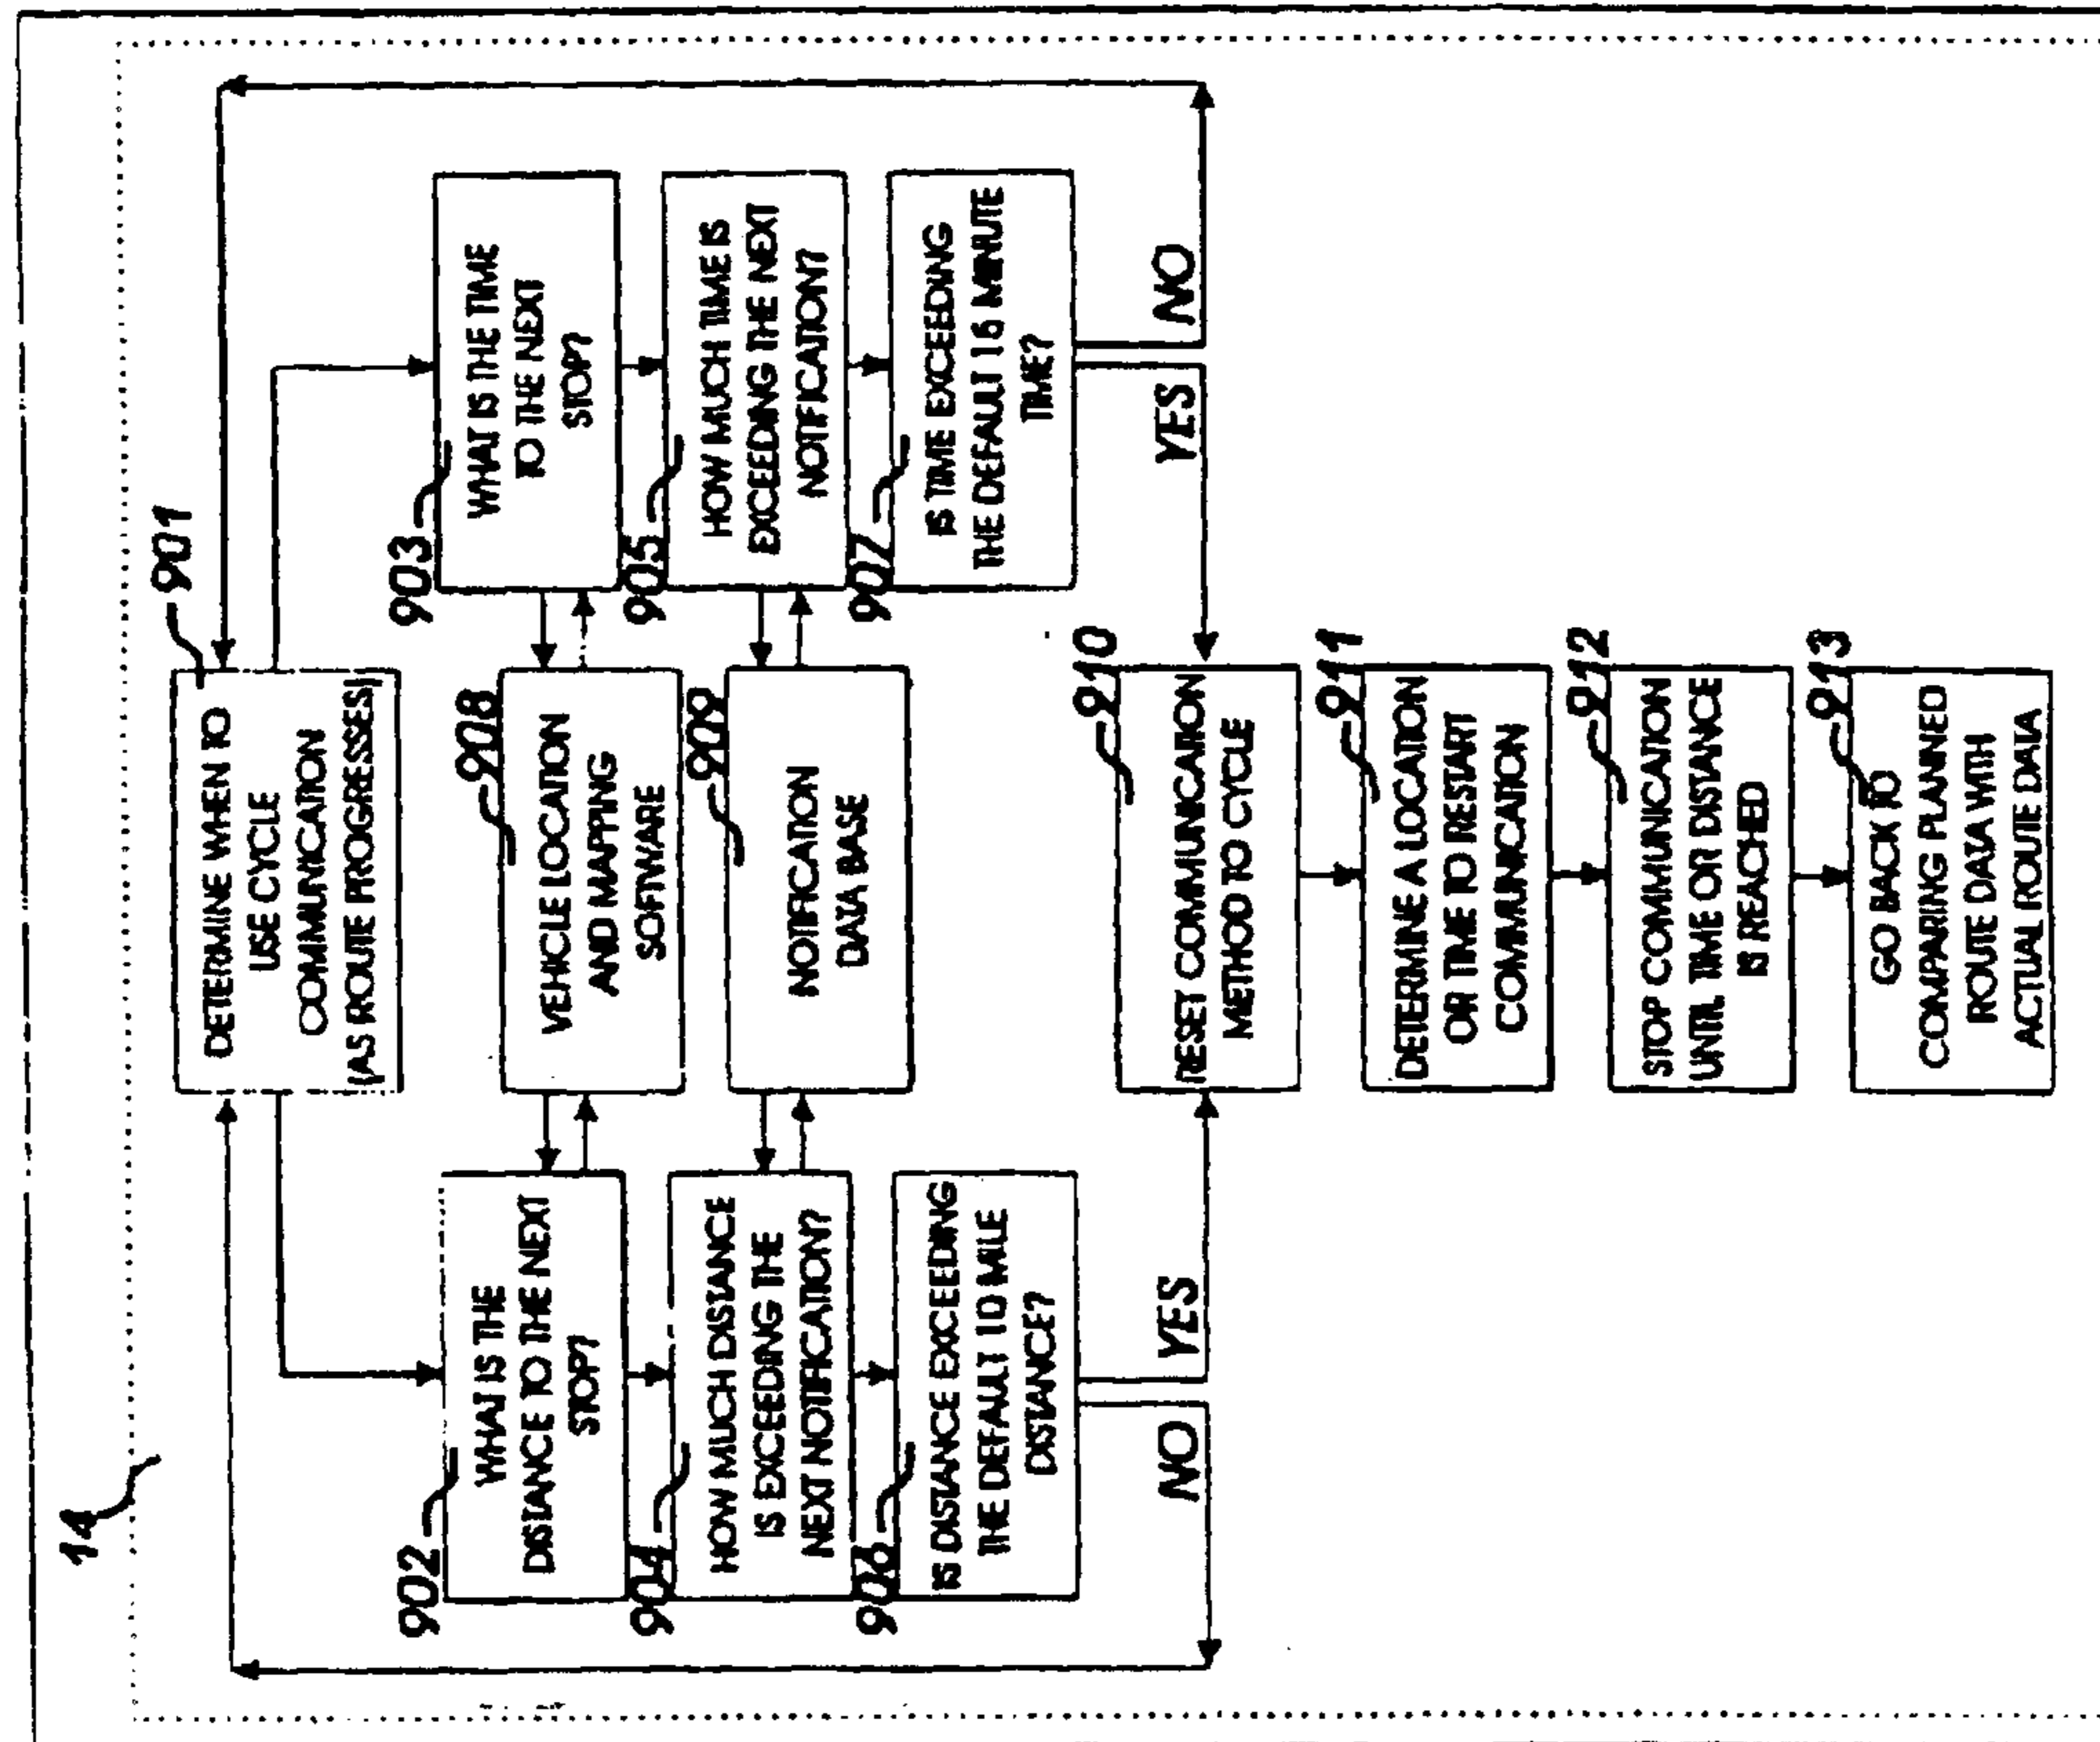 14
901
DETERMINE WHEN TO
USE CYCLE
COMMUNICATION
(AS ROUTE PROGRESSES)
902
WHAT IS THE
DISTANCE TO THE NEXT
STOP?
908
VEHICLE LOCATION
AND MAPPING
SOFTWARE
903
WHAT IS THE TIME
TO THE NEXT
STOP?
904
HOW MUCH DISTANCE
IS EXCEEDING THE
NEXT NOTIFICATION?
909
NOTIFICATION
DATA BASE
905
HOW MUCH TIME IS
EXCEEDING THE NEXT
NOTIFICATION?
906
IS DISTANCE EXCEEDING
THE DEFAULT 10 MILE
DISTANCE?
907
IS TIME EXCEEDING
THE DEFAULT 16 MINUTE
TIME?
NO
YES
YES
NO
910
RESET COMMUNICATION
METHOD TO CYCLE
911
DETERMINE A LOCATION
OR TIME TO RESTART
COMMUNICATION
912
STOP COMMUNICATION
UNTIL TIME OR DISTANCE
IS REACHED
913
GO BACK TO
COMPARING PLANNED
ROUTE DATA WITH
ACTUAL ROUTE DATA